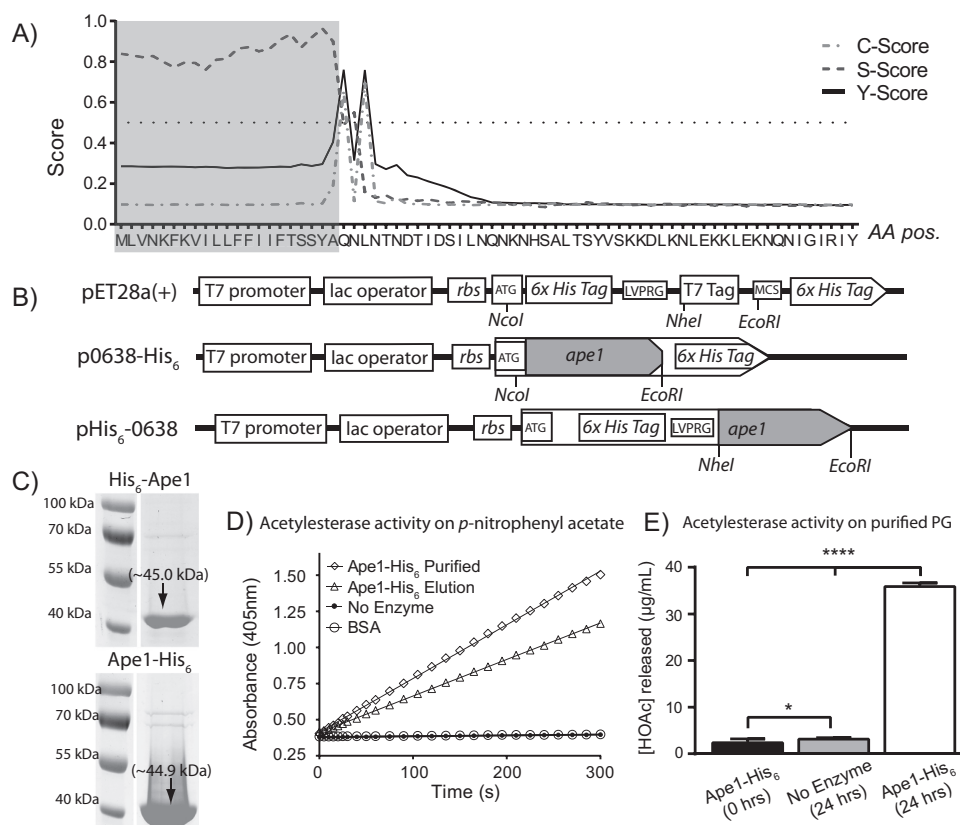 A)
1.0
0.8
0.6
0.4
0.2
0.0
Score
C-Score
S-Score
Y-Score
MLVNKFKVILLFFIIFTSSYAQNLNTNDTIDSILNQNKNHSALTSYVSKKDLKNLEKKLEKNQNIGIRIY
AA pos.
B)
pET28a(+)
T7 promoter
lac operator
rbs
ATG
6x His Tag
LVPRG
T7 Tag
MCS
6x His Tag
NcoI
NheI
EcoRI
p0638-His6
T7 promoter
lac operator
rbs
ATG
ape1
6x His Tag
NcoI
EcoRI
pHis6-0638
T7 promoter
lac operator
rbs
ATG
6x His Tag
LVPRG
ape1
NheI
EcoRI
C)
His6-Ape1
100 kDa
70 kDa
55 kDa
40 kDa
(~45.0 kDa)
Ape1-His6
100 kDa
70 kDa
55 kDa
40 kDa
(~44.9 kDa)
D)
Acetylesterase activity on p-nitrophenyl acetate
Ape1-His6 Purified
Ape1-His6 Elution
No Enzyme
BSA
1.50
1.25
1.00
0.75
0.50
0.25
Absorbance (405nm)
0
100
200
300
Time (s)
E)
Acetylesterase activity on purified PG
****
*
40
30
20
10
0
[HOAc] released (µg/mL)
Ape1-His6
(0 hrs)
No Enzyme
(24 hrs)
Ape1-His6
(24 hrs)